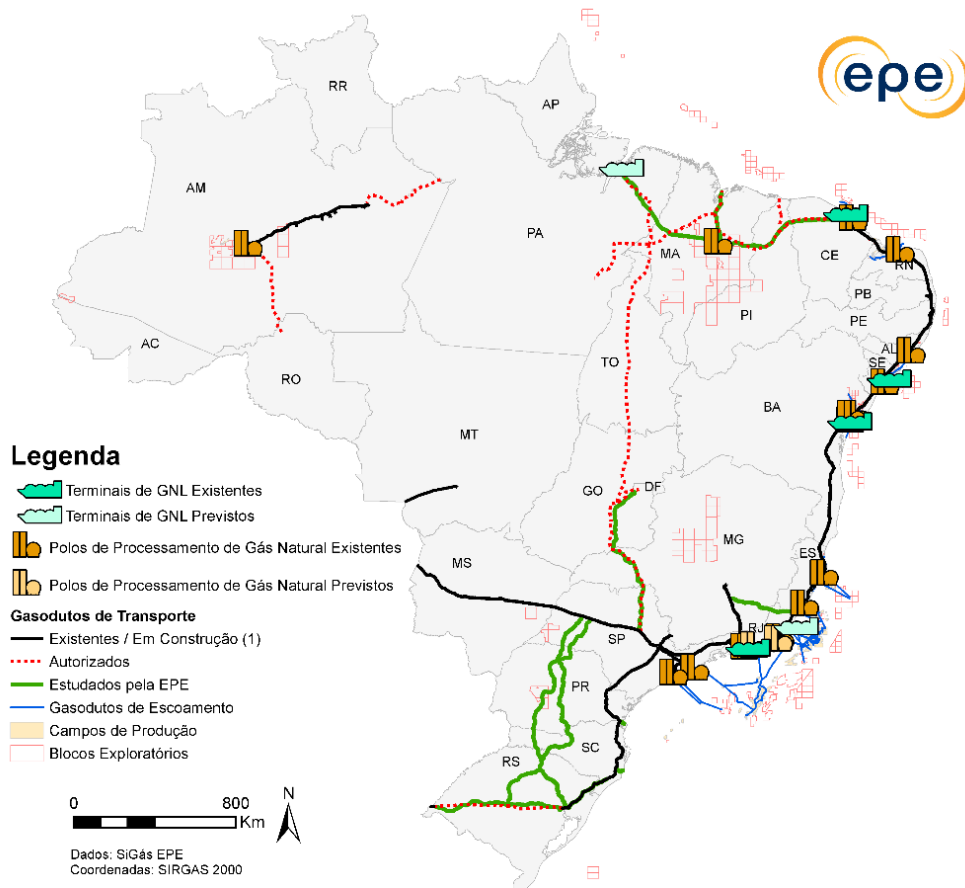 epe
RR
AP
AM
PA
MA
CE
RN
PB
PE
PI
AL
SE
AC
RO
TO
BA
MT
GO
DF
MG
ES
MS
SP
RJ
PR
SC
RS
Legenda
Terminais de GNL Existentes
Terminais de GNL Previstos
Polos de Processamento de Gás Natural Existentes
Polos de Processamento de Gás Natural Previstos
Gasodutos de Transporte
Existentes / Em Construção (1)
Autorizados
Estudados pela EPE
Gasodutos de Escoamento
Campos de Produção
Blocos Exploratórios
0 800
Km
N
Dados: SiGás EPE
Coordenadas: SIRGAS 2000